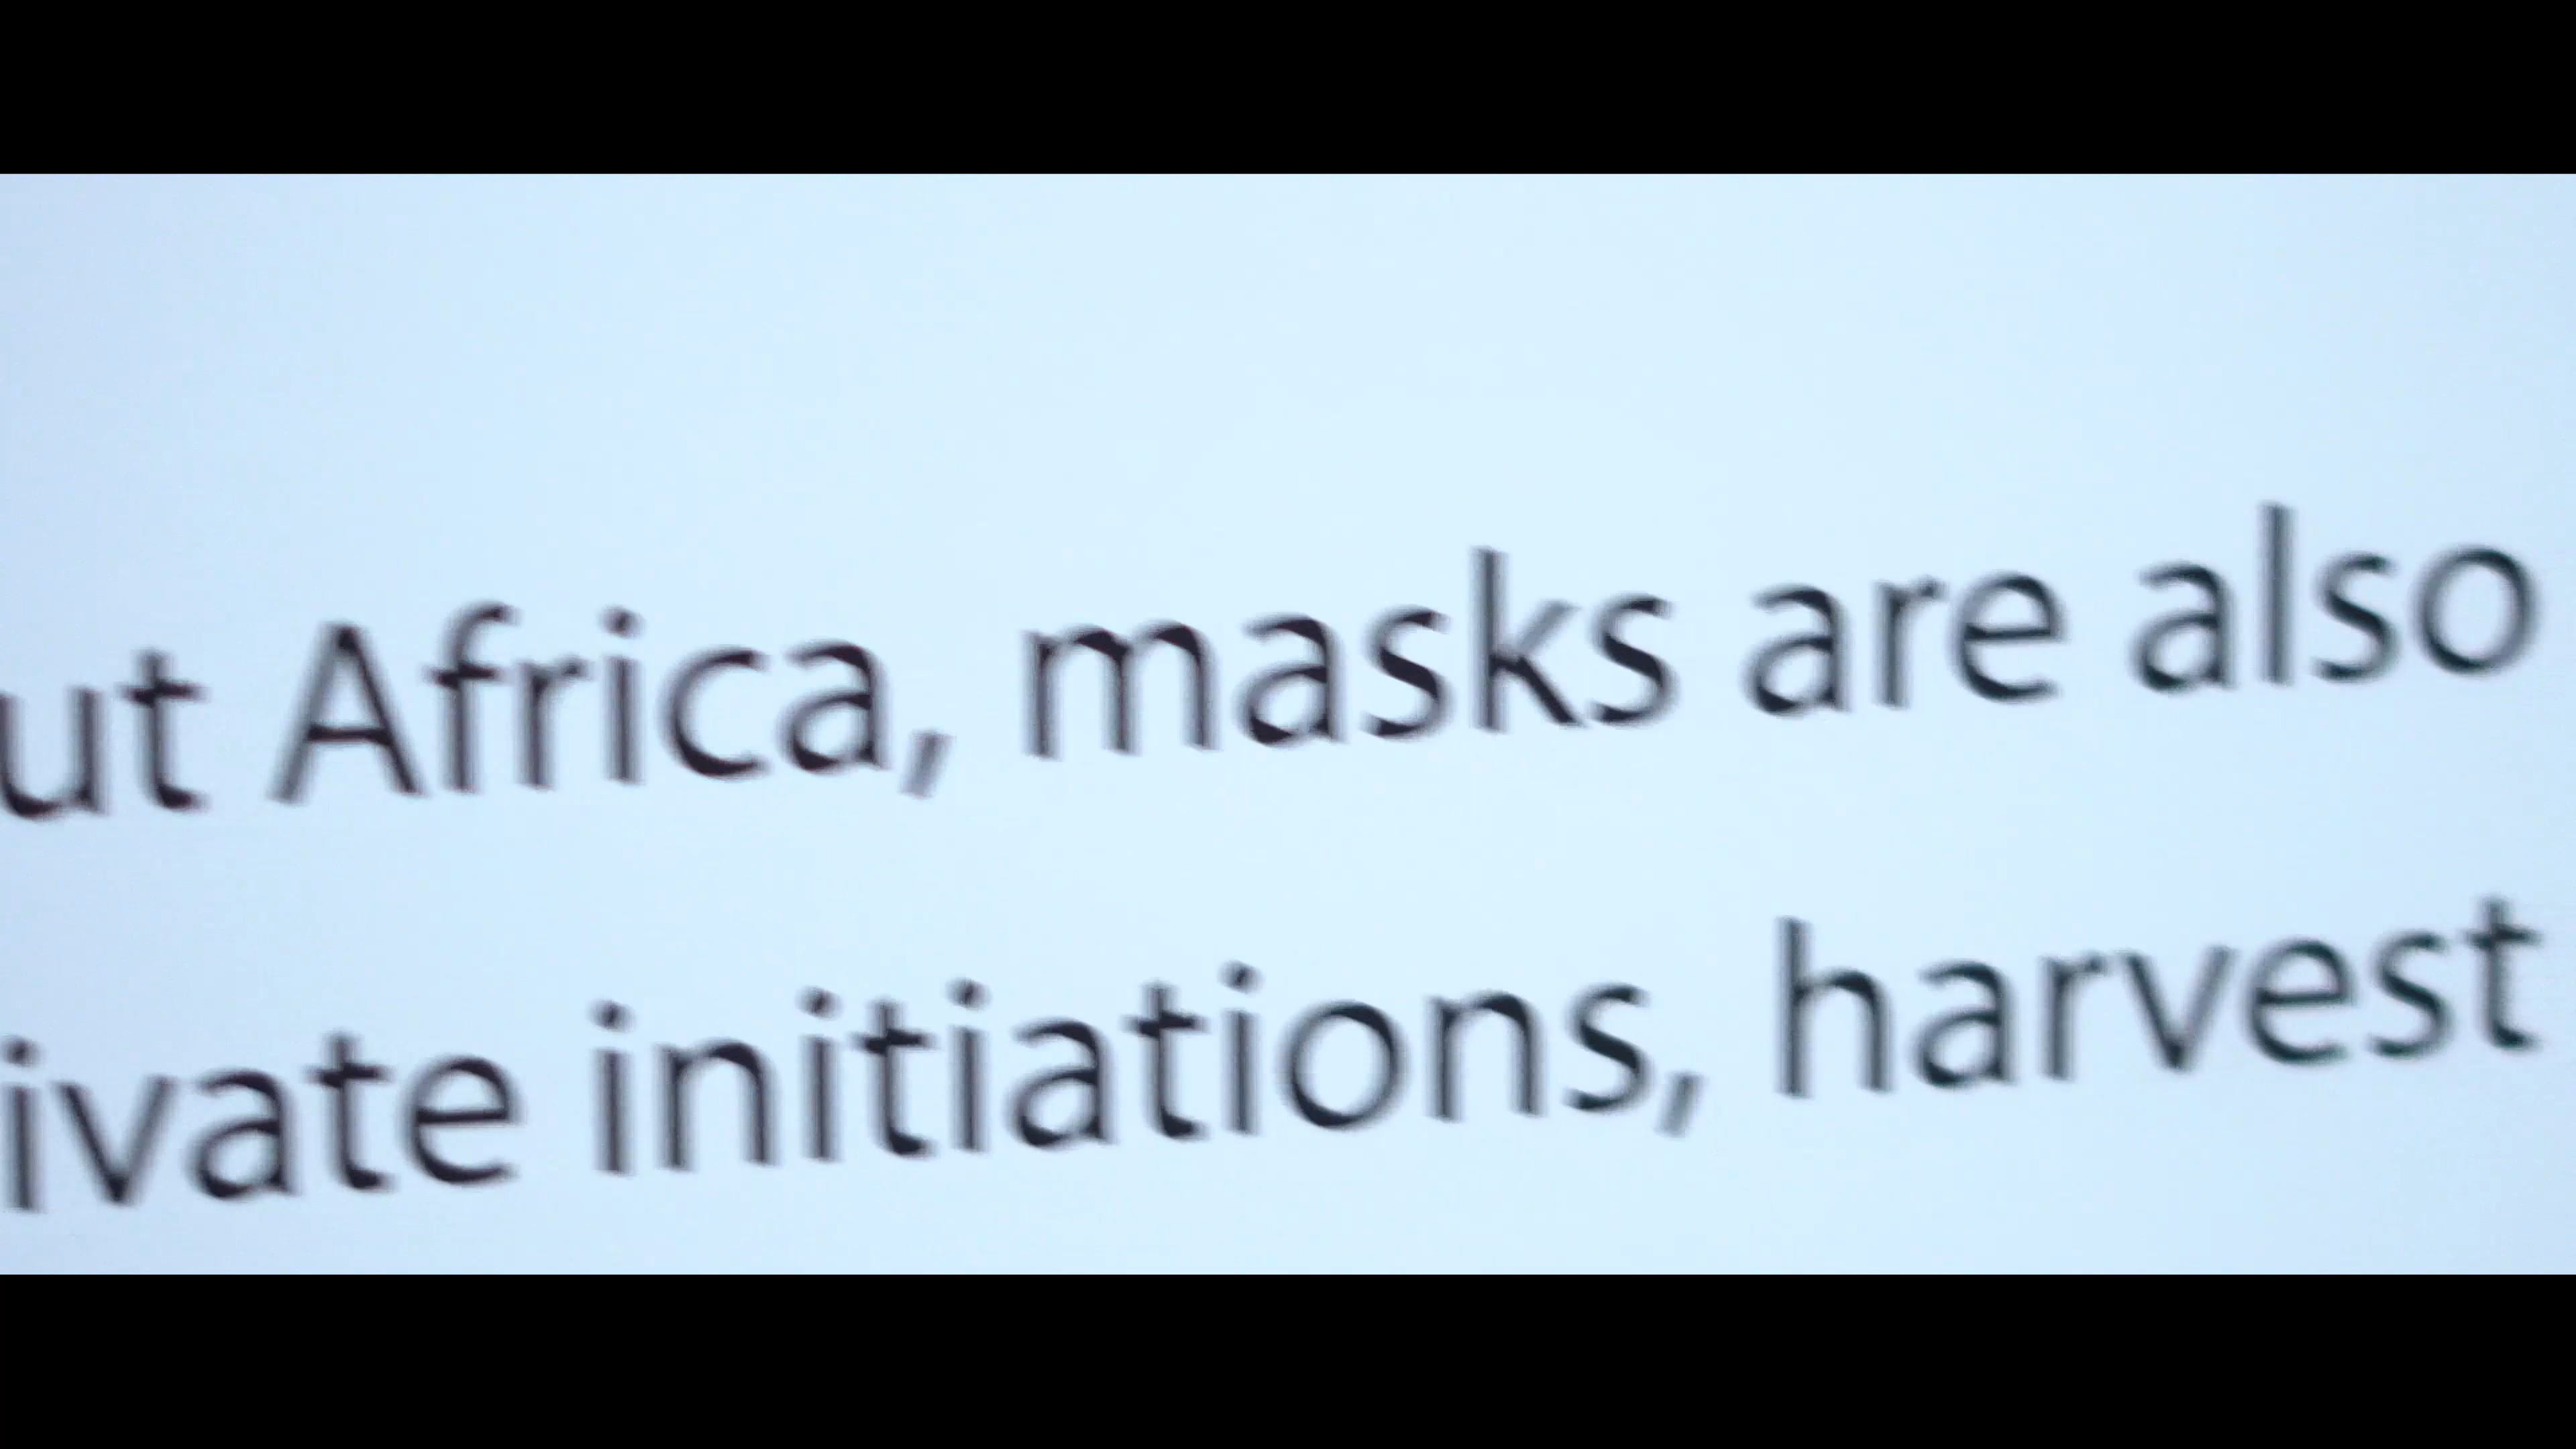 ut Africa, masks are also
ivate initiations, harvest